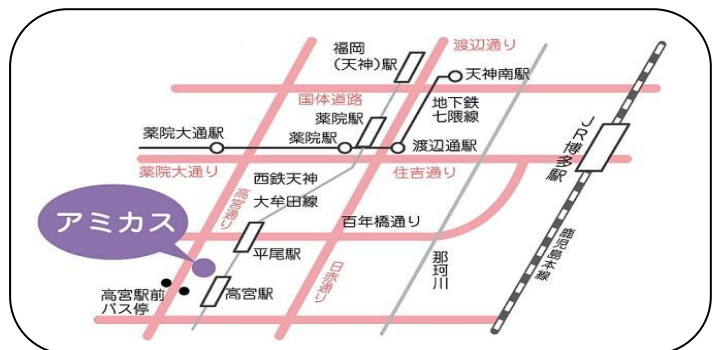 福岡
(天神)駅
渡辺通り
天神南駅
国体道路
地下鉄
七隈線
薬院駅
薬院大通駅
薬院駅
渡辺通駅
JR博多駅
薬院大通り
住吉通り
西鉄天神
大牟田線
高宮通り
アミカス
百年橋通り
平尾駅
日赤通り
那珂川
鹿児島本線
高宮駅前
バス停
高宮駅